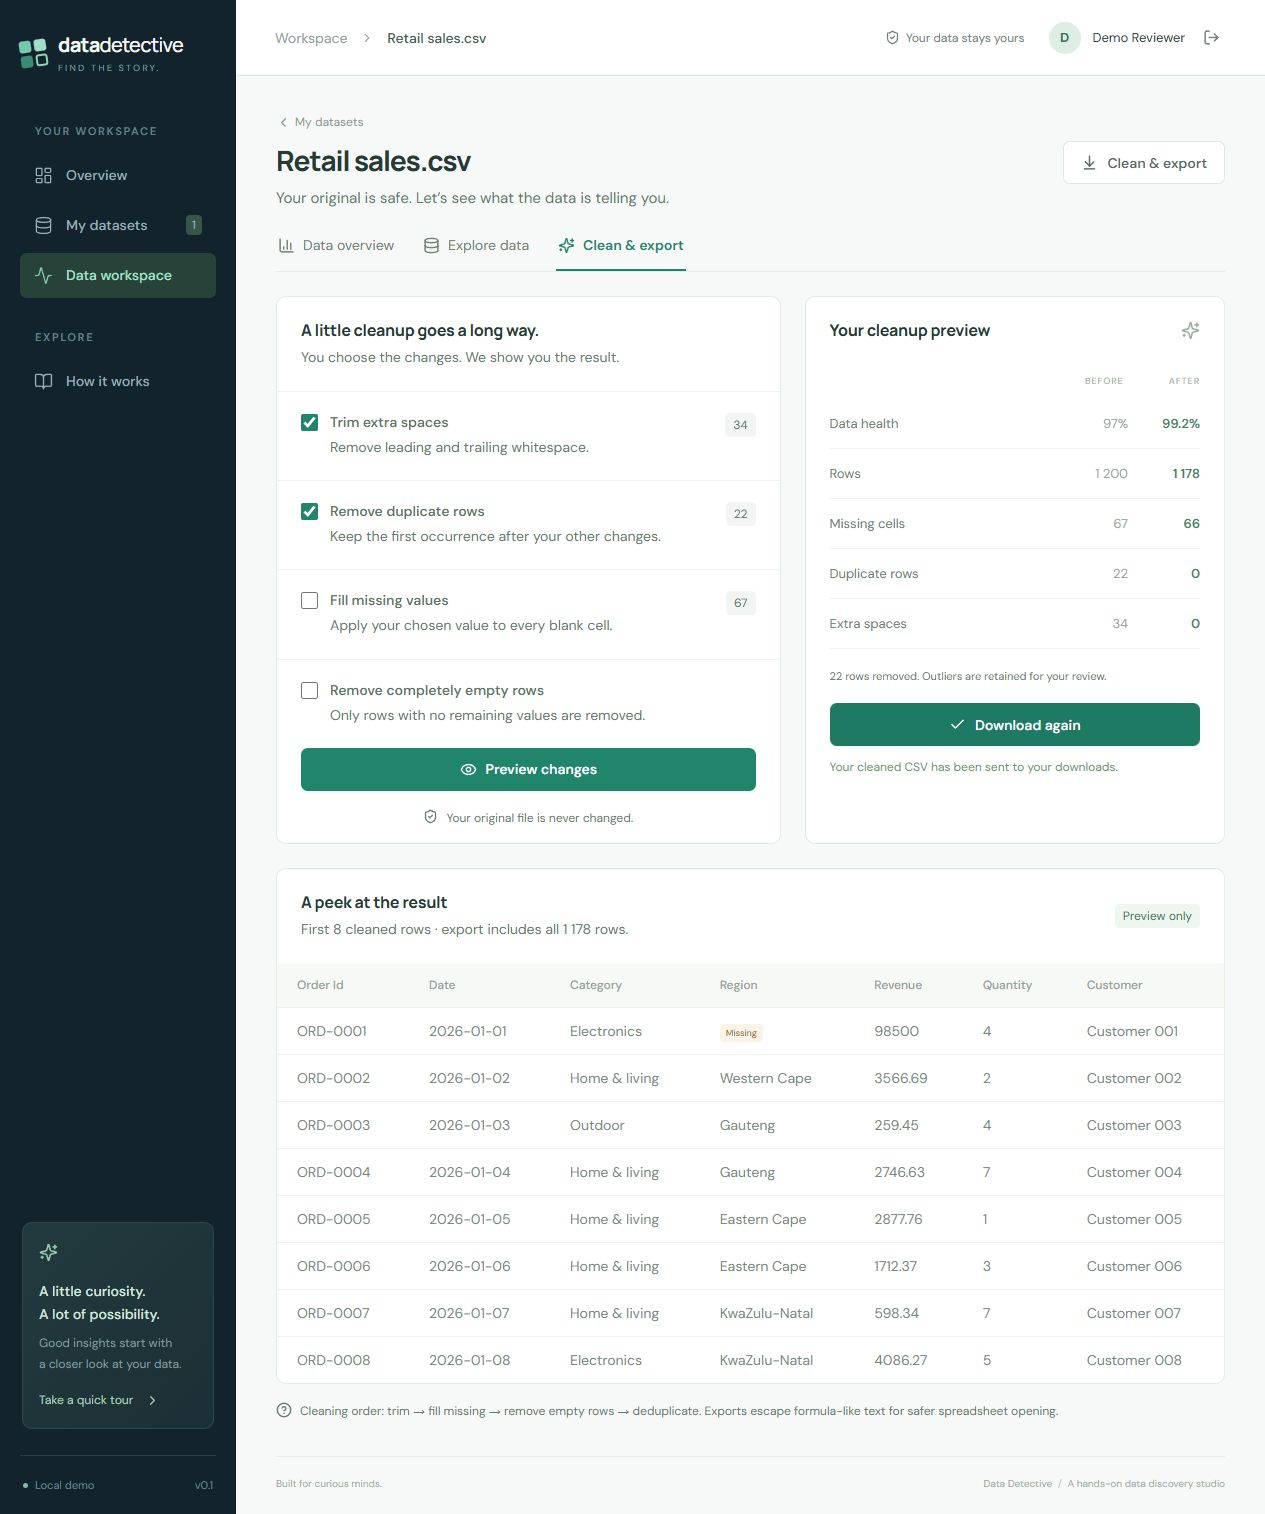 datadetective
FIND THE STORY.
YOUR WORKSPACE
Overview
My datasets 1
Data workspace
EXPLORE
How it works
A little curiosity.
A lot of possibility.
Good insights start with
a closer look at your data.
Take a quick tour
Local demo v0.1
Workspace > Retail sales.csv
Your data stays yours
D Demo Reviewer
My datasets
Retail sales.csv
Your original is safe. Let’s see what the data is telling you.
Clean & export
Data overview Explore data Clean & export
A little cleanup goes a long way.
You choose the changes. We show you the result.
Trim extra spaces 34
Remove leading and trailing whitespace.
Remove duplicate rows 22
Keep the first occurrence after your other changes.
Fill missing values 67
Apply your chosen value to every blank cell.
Remove completely empty rows
Only rows with no remaining values are removed.
Preview changes
Your original file is never changed.
Your cleanup preview
BEFORE AFTER
Data health 97% 99.2%
Rows 1 200 1 178
Missing cells 67 66
Duplicate rows 22 0
Extra spaces 34 0
22 rows removed. Outliers are retained for your review.
Download again
Your cleaned CSV has been sent to your downloads.
A peek at the result
First 8 cleaned rows · export includes all 1 178 rows.
Preview only
Order Id Date Category Region Revenue Quantity Customer
ORD-0001 2026-01-01 Electronics Missing 98500 4 Customer 001
ORD-0002 2026-01-02 Home & living Western Cape 3566.69 2 Customer 002
ORD-0003 2026-01-03 Outdoor Gauteng 259.45 4 Customer 003
ORD-0004 2026-01-04 Home & living Gauteng 2746.63 7 Customer 004
ORD-0005 2026-01-05 Home & living Eastern Cape 2877.76 1 Customer 005
ORD-0006 2026-01-06 Home & living Eastern Cape 1712.37 3 Customer 006
ORD-0007 2026-01-07 Home & living KwaZulu-Natal 598.34 7 Customer 007
ORD-0008 2026-01-08 Electronics KwaZulu-Natal 4086.27 5 Customer 008
Cleaning order: trim → fill missing → remove empty rows → deduplicate. Exports escape formula-like text for safer spreadsheet opening.
Built for curious minds.
Data Detective / A hands-on data discovery studio